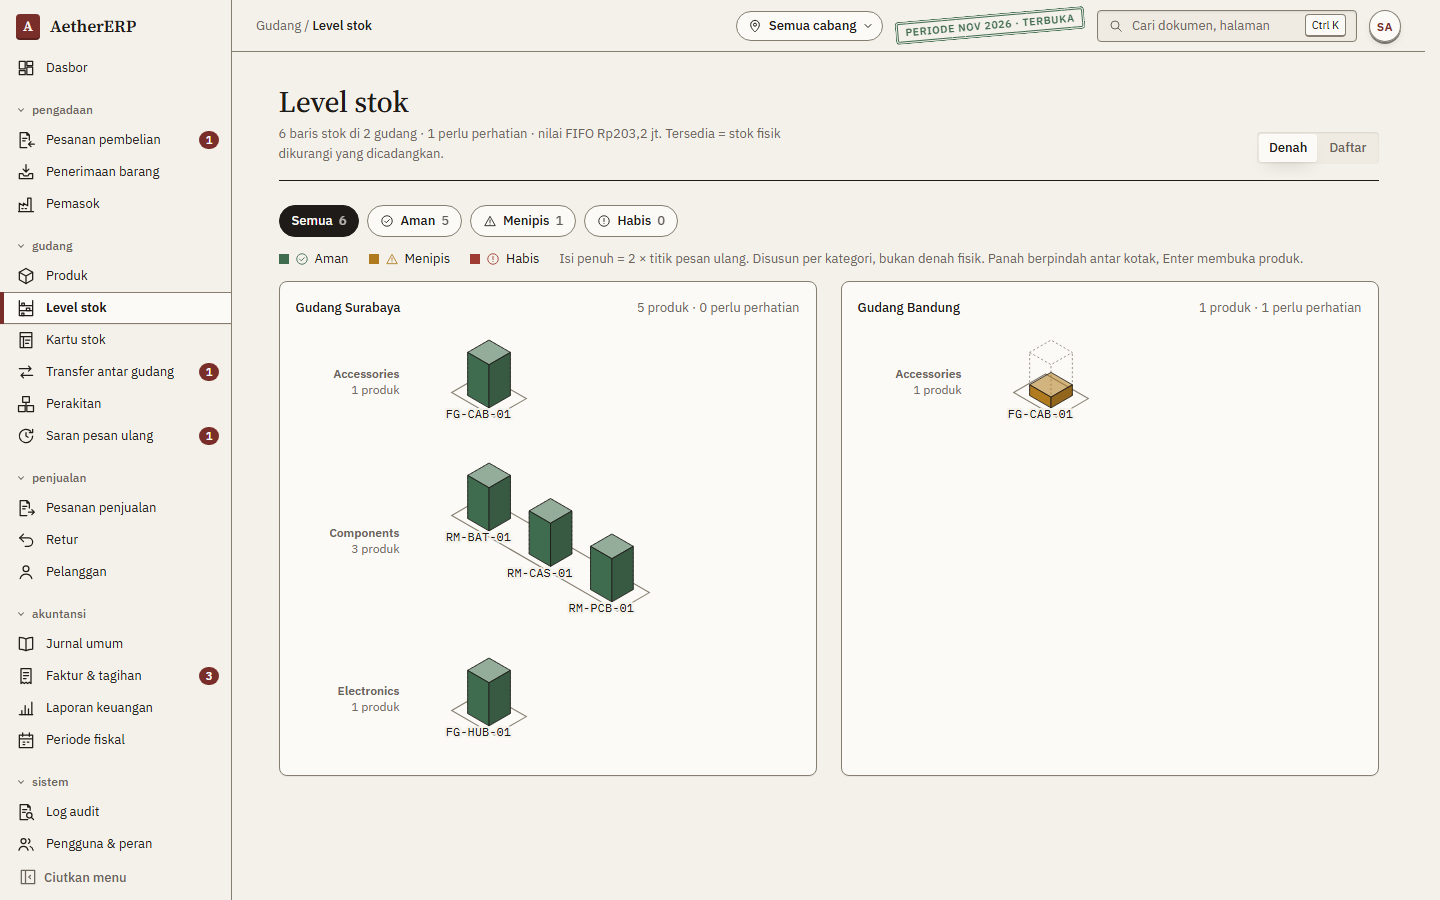 A AetherERP
Dasbor
pengadaan
Pesanan pembelian 1
Penerimaan barang
Pemasok
gudang
Produk
Level stok
Kartu stok
Transfer antar gudang 1
Perakitan
Saran pesan ulang 1
penjualan
Pesanan penjualan
Retur
Pelanggan
akuntansi
Jurnal umum
Faktur & tagihan 3
Laporan keuangan
Periode fiskal
sistem
Log audit
Pengguna & peran
Ciutkan menu
Gudang / Level stok
Semua cabang
PERIODE NOV 2026 · TERBUKA
Cari dokumen, halaman Ctrl K
SA
Level stok
6 baris stok di 2 gudang · 1 perlu perhatian · nilai FIFO Rp203,2 jt. Tersedia = stok fisik
dikurangi yang dicadangkan.
Denah Daftar
Semua 6 Aman 5 Menipis 1 Habis 0
Aman Menipis Habis Isi penuh = 2 × titik pesan ulang. Disusun per kategori, bukan denah fisik. Panah berpindah antar kotak, Enter membuka produk.
Gudang Surabaya 5 produk · 0 perlu perhatian
Accessories
1 produk
FG-CAB-01
Components
3 produk
RM-BAT-01
RM-CAS-01
RM-PCB-01
Electronics
1 produk
FG-HUB-01
Gudang Bandung 1 produk · 1 perlu perhatian
Accessories
1 produk
FG-CAB-01